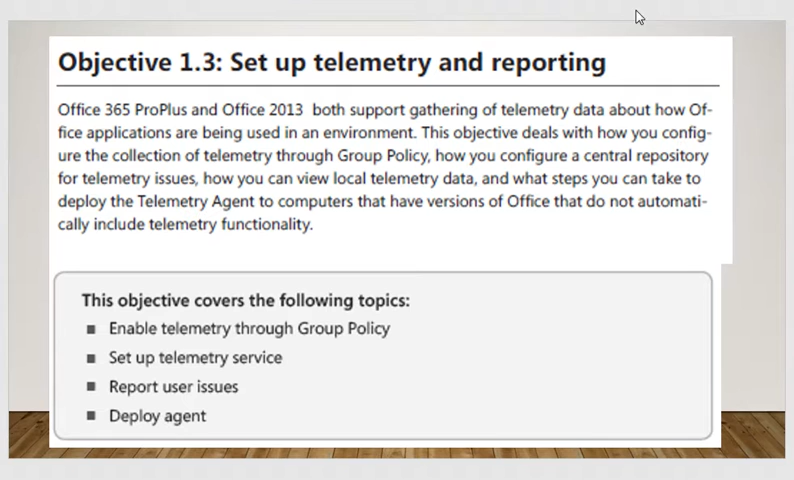 Objective 1.3: Set up telemetry and reporting
Office 365 ProPlus and Office 2013 both support gathering of telemetry data about how Of-
fice applications are being used in an environment. This objective deals with how you config-
ure the collection of telemetry through Group Policy, how you configure a central repository
for telemetry issues, how you can view local telemetry data, and what steps you can take to
deploy the Telemetry Agent to computers that have versions of Office that do not automati-
cally include telemetry functionality.
This objective covers the following topics:
■ Enable telemetry through Group Policy
■ Set up telemetry service
■ Report user issues
■ Deploy agent